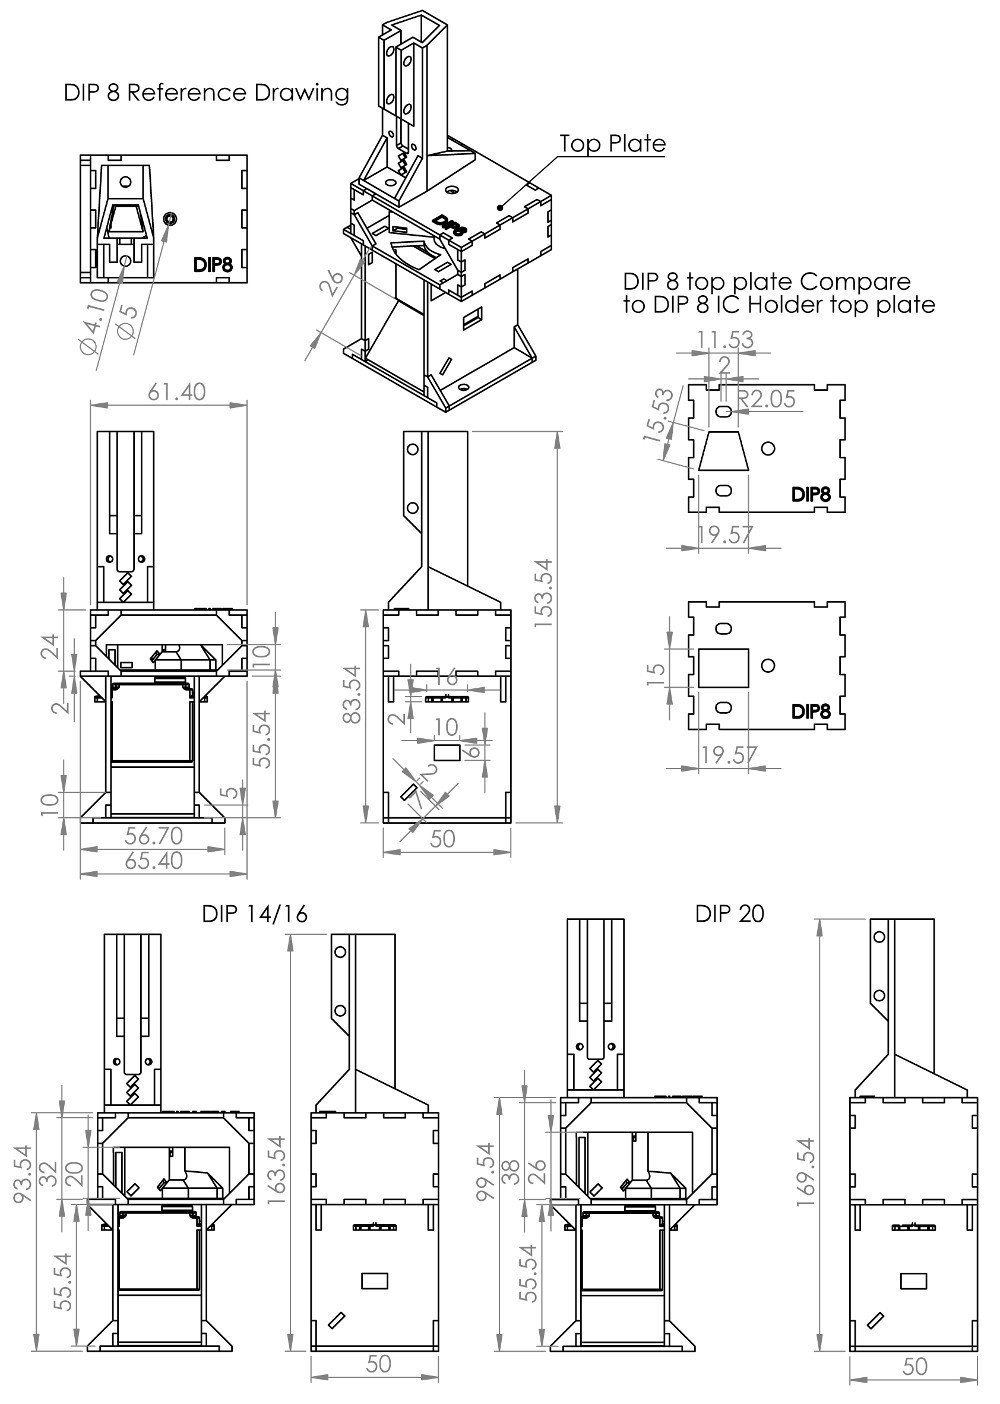 DIP 8 Reference Drawing
Top Plate
DIP8
DIP8
26
Ø4.10
Ø5
DIP 8 top plate Compare
to DIP 8 IC Holder top plate
11.53
2
R2.05
15.53
DIP8
19.57
15
DIP8
19.57
61.40
24
10
2
55.54
10
5
56.70
65.40
153.54
83.54
16
2
10
6
2
7
50
DIP 14/16
93.54
32
20
55.54
163.54
50
DIP 20
99.54
38
26
55.54
169.54
50